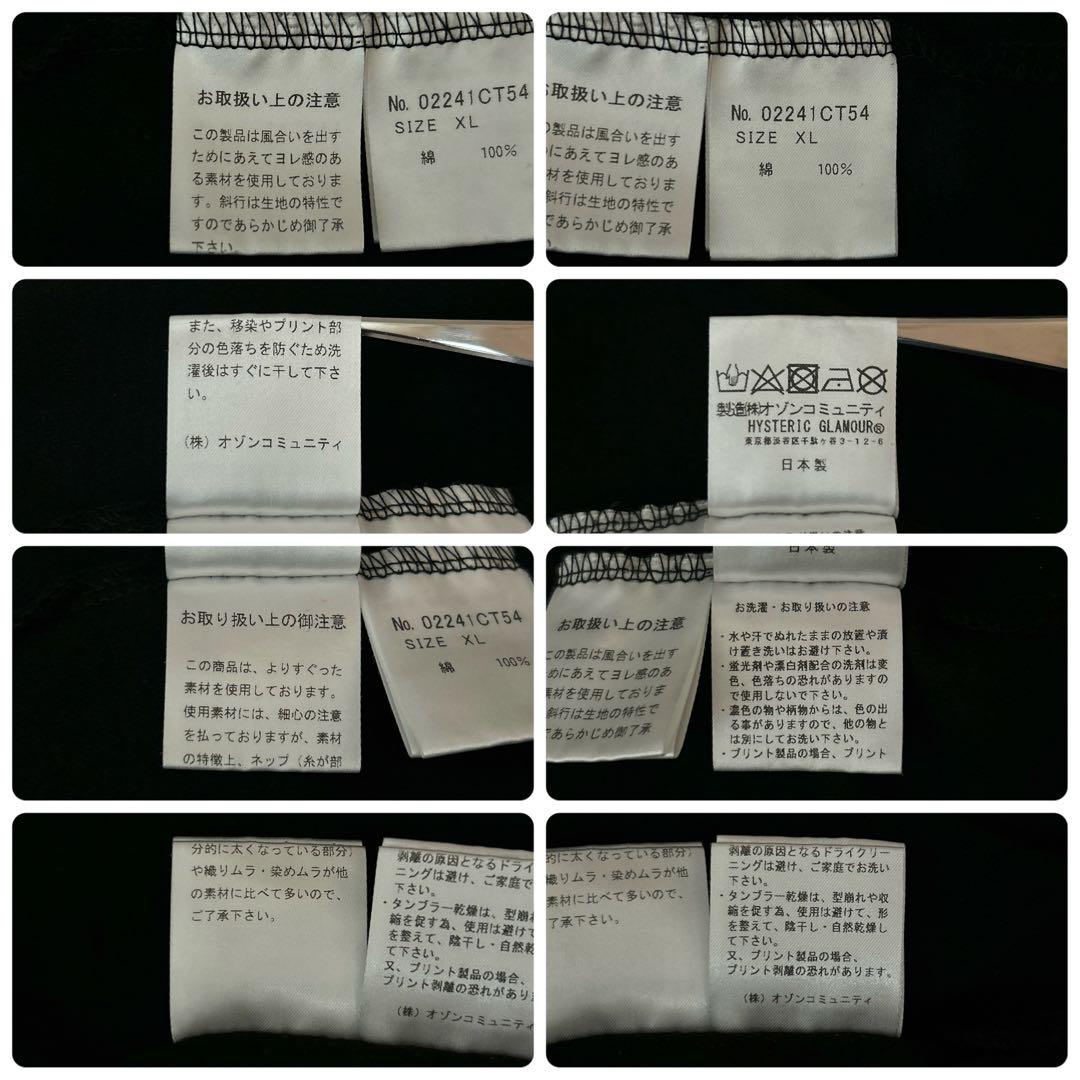 お取扱い上の注意
この製品は風合いを出す
ためにあえてヨレ感のあ
る素材を使用しておりま
す。斜行は生地の特性で
すのであらかじめ御了承
下さい。
No. 02241CT54
SIZE XL
綿 100%
お取扱い上の注意
の製品は風合いを出す
にあえてヨレ感のあ
材を使用しておりま
斜行は生地の特性で
であらかじめ御了承
No. 02241CT54
SIZE XL
綿 100%
また、移染やプリント部
分の色落ちを防ぐため洗
濯後はすぐに干して下さ
い。
(株) オゾンコミュニティ
製造㈱オゾンコミュニティ
HYSTERIC GLAMOUR®
東京都渋谷区千駄ヶ谷3-12-6
日本製
お取り扱い上の御注意
この商品は、よりすぐった
素材を使用しております。
使用素材には、細心の注意
を払っておりますが、素材
の特徴上、ネップ (糸が部
No. 02241CT54
SIZE XL
綿 100%
お取扱い上の注意
この製品は風合いを出す
めにあえてヨレ感のあ
素材を使用しておりま
斜行は生地の特性で
であらかじめ御了承
日本製
お洗濯・お取り扱いの注意
・水や汗でぬれたままの放置や漬
け置き洗いはお避け下さい。
・蛍光剤や漂白剤配合の洗剤は変
色、色落ちの恐れがありますの
で使用しないで下さい。
・濃色の物や柄物からは、色の出
る事がありますので、他の物と
は別にしてお洗い下さい。
・プリント製品の場合、プリント
分的に太くなっている部分)
や織りムラ・染めムラが他
の素材に比べて多いので、
ご了承下さい。
剥離の原因となるドライク
ニングは避け、ご家庭で
下さい。
・タンブラー乾燥は、型崩れ
縮を促す為、使用は避けて
を整えて、陰干し・自然乾
て下さい。
又、プリント製品の場合、
プリント剥離の恐れがあり
(株) オゾンコミュニティ
的に太くなっている部分)
織りムラ・染めムラが他
素材に比べて多いので、
了承下さい。
剥離の原因となるドライクリー
ニングは避け、ご家庭でお洗い
下さい。
・タンブラー乾燥は、型崩れや収
縮を促す為、使用は避けて、形
を整えて、陰干し・自然乾燥し
て下さい。
又、プリント製品の場合、
プリント剥離の恐れがあります。
(株) オゾンコミュニティ